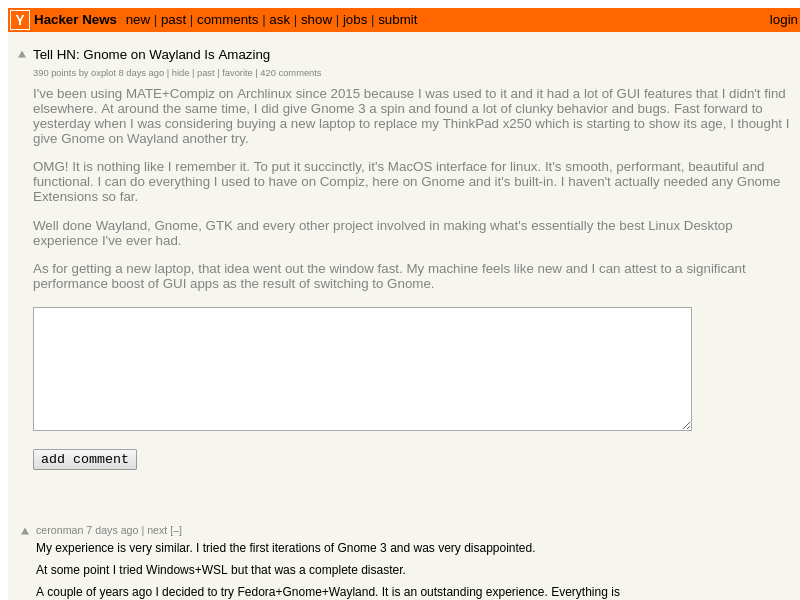 Y Hacker News new | past | comments | ask | show | jobs | submit login
Tell HN: Gnome on Wayland Is Amazing
390 points by oxplot 8 days ago | hide | past | favorite | 420 comments
I've been using MATE+Compiz on Archlinux since 2015 because I was used to it and it had a lot of GUI features that I didn't find
elsewhere. At around the same time, I did give Gnome 3 a spin and found a lot of clunky behavior and bugs. Fast forward to
yesterday when I was considering buying a new laptop to replace my ThinkPad x250 which is starting to show its age, I thought I
give Gnome on Wayland another try.
OMG! It is nothing like I remember it. To put it succinctly, it's MacOS interface for linux. It's smooth, performant, beautiful and
functional. I can do everything I used to have on Compiz, here on Gnome and it's built-in. I haven't actually needed any Gnome
Extensions so far.
Well done Wayland, Gnome, GTK and every other project involved in making what's essentially the best Linux Desktop
experience I've ever had.
As for getting a new laptop, that idea went out the window fast. My machine feels like new and I can attest to a significant
performance boost of GUI apps as the result of switching to Gnome.
add comment
ceronman 7 days ago | next [–]
My experience is very similar. I tried the first iterations of Gnome 3 and was very disappointed.
At some point I tried Windows+WSL but that was a complete disaster.
A couple of years ago I decided to try Fedora+Gnome+Wayland. It is an outstanding experience. Everything is